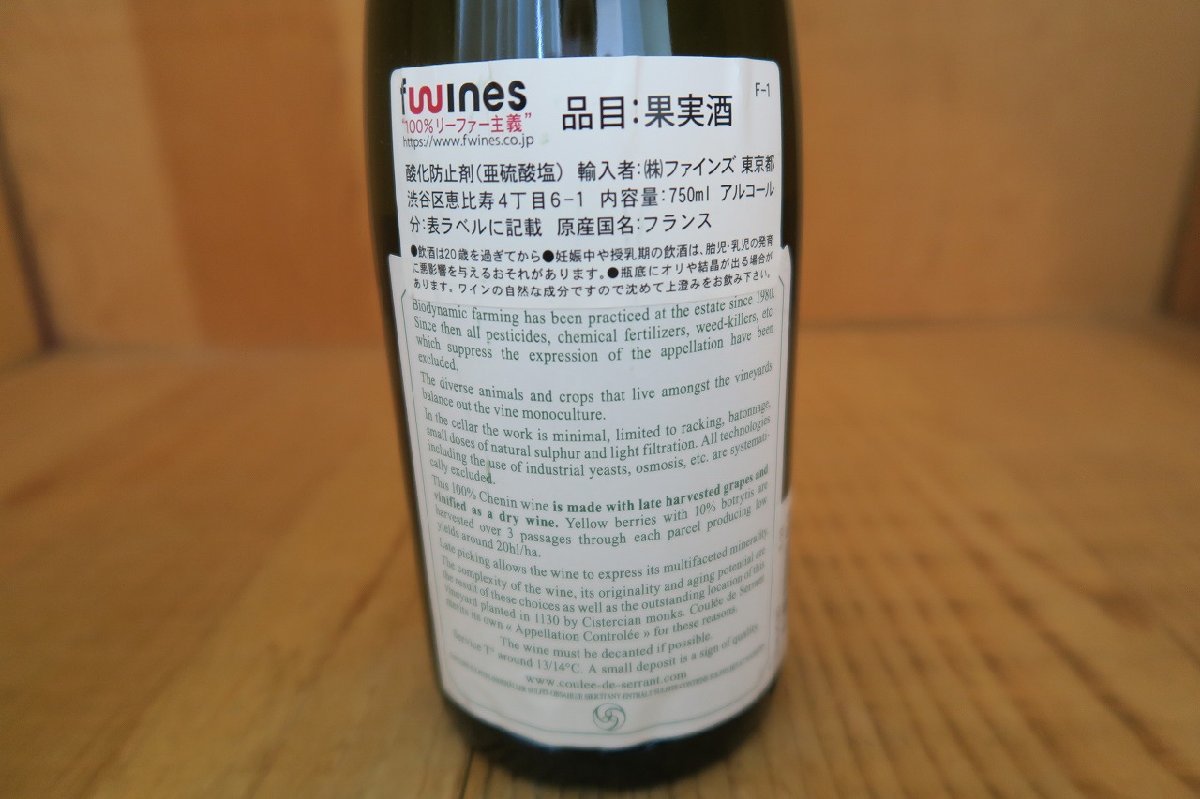 fwines
"100%リーファー主義"
https://www.fwines.co.jp
品目：果実酒
F-1
酸化防止剤(亜硫酸塩) 輸入者：㈱ファインズ 東京都
渋谷区恵比寿4丁目6-1 内容量：750ml アルコール
分：表ラベルに記載 原産国名：フランス
●飲酒は20歳を過ぎてから●妊娠中や授乳期の飲酒は、胎児・乳児の発育
に悪影響を与えるおそれがあります。●瓶底にオリや結晶が出る場合が
あります。ワインの自然な成分ですので沈めて上澄みをお飲み下さい。
Biodynamic farming has been practiced at the estate since 1980.
Since then all pesticides, chemical fertilizers, weed-killers, etc
which suppress the expression of the appellation have been
excluded.
The diverse animals and crops that live amongst the vineyards
balance out the vine monoculture.
In the cellar the work is minimal, limited to racking, batonnage,
small doses of natural sulphur and light filtration. All technologies
including the use of industrial yeasts, osmosis, etc. are systemati-
cally excluded.
This 100% Chenin wine is made with late harvested grapes and
vinified as a dry wine. Yellow berries with 10% botrytis are
harvested over 3 passages through each parcel producing low
yields around 20hl/ha.
Late picking allows the wine to express its multifaceted minerality.
The complexity of the wine, its originality and aging potential are
the result of these choices as well as the outstanding location of this
vineyard planted in 1130 by Cistercian monks. Coulée de Serrant
merits its own « Appellation Controlée » for these reasons.
The wine must be decanted if possible.
Service T° around 13/14°C. A small deposit is a sign of quality
www.coulee-de-serrant.com